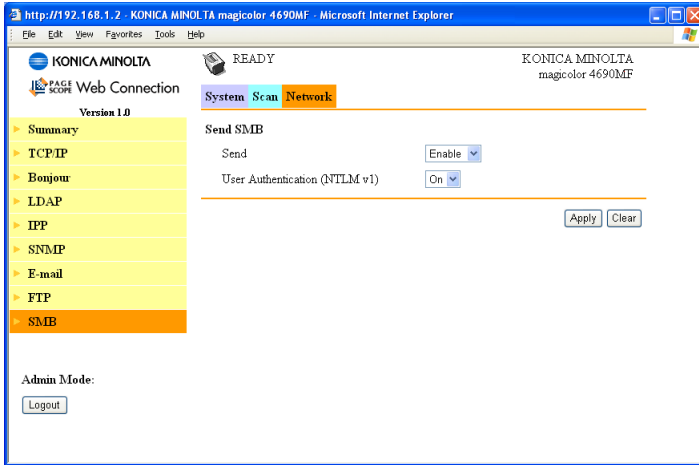 http://192.168.1.2 - KONICA MINOLTA magicolor 4690MF - Microsoft Internet Explorer
File Edit View Favorites Tools Help
KONICA MINOLTA
READY
KONICA MINOLTA
magicolor 4690MF
PAGE SCOPE Web Connection
Version 1.0
System Scan Network
Summary
TCP/IP
Bonjour
LDAP
IPP
SNMP
E-mail
FTP
SMB
Send SMB
Send Enable
User Authentication (NTLM v1) On
Apply Clear
Admin Mode:
Logout